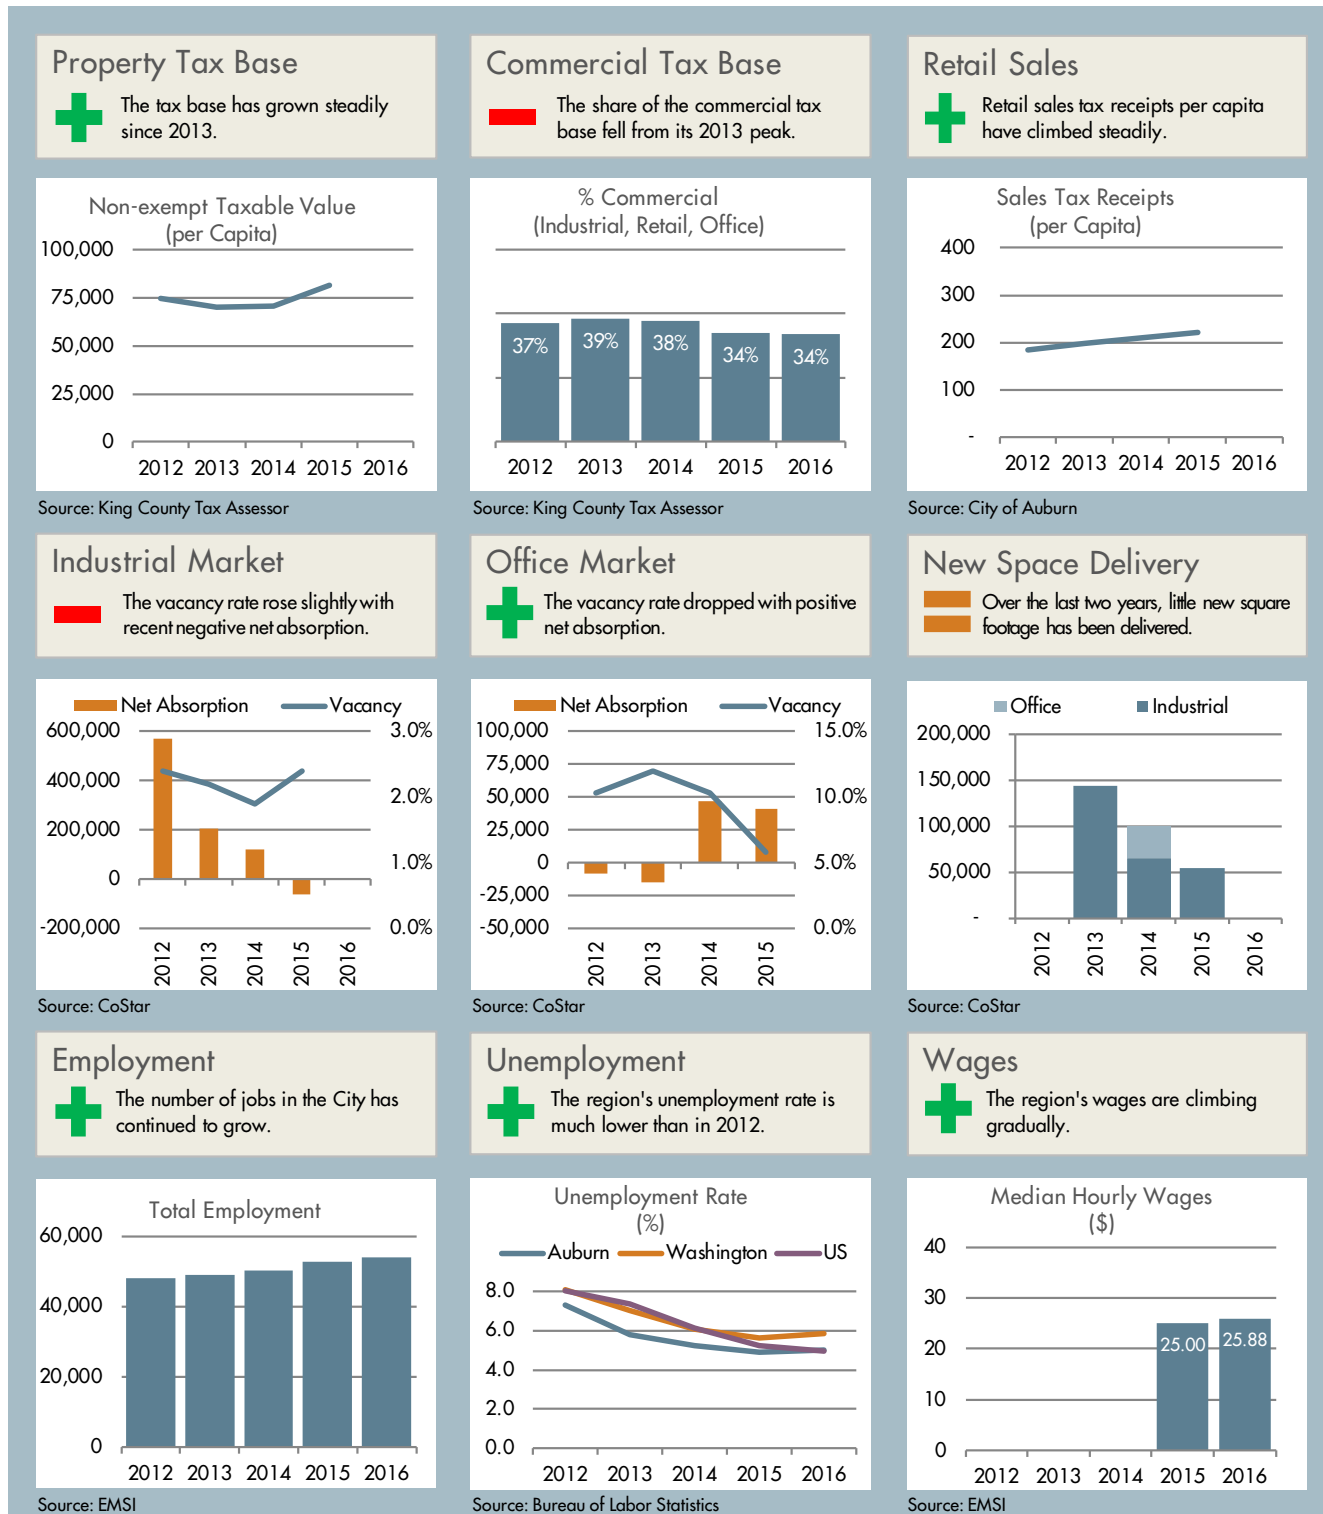 Property Tax Base
The tax base has grown steadily
since 2013.
Commercial Tax Base
The share of the commercial tax
base fell from its 2013 peak.
Retail Sales
Retail sales tax receipts per capita
have climbed steadily.
Non-exempt Taxable Value
(per Capita)
100,000
75,000
50,000
25,000
0
2012 2013 2014 2015 2016
Source: King County Tax Assessor
% Commercial
(Industrial, Retail, Office)
37% 39% 38% 34% 34%
2012 2013 2014 2015 2016
Source: King County Tax Assessor
Sales Tax Receipts
(per Capita)
400
300
200
100
-
2012 2013 2014 2015 2016
Source: City of Auburn
Industrial Market
The vacancy rate rose slightly with
recent negative net absorption.
Office Market
The vacancy rate dropped with positive
net absorption.
New Space Delivery
Over the last two years, little new square
footage has been delivered.
Net Absorption Vacancy
600,000 3.0%
400,000
2.0%
200,000
1.0%
0
-200,000 0.0%
2012 2013 2014 2015 2016
Source: CoStar
Net Absorption Vacancy
100,000 15.0%
75,000
50,000 10.0%
25,000
0 5.0%
-25,000
-50,000 0.0%
2012 2013 2014 2015
Source: CoStar
Office Industrial
200,000
150,000
100,000
50,000
-
2012 2013 2014 2015 2016
Source: CoStar
Employment
The number of jobs in the City has
continued to grow.
Unemployment
The region's unemployment rate is
much lower than in 2012.
Wages
The region's wages are climbing
gradually.
Total Employment
60,000
40,000
20,000
0
2012 2013 2014 2015 2016
Source: EMSI
Unemployment Rate
(%)
Auburn Washington US
8.0
6.0
4.0
2.0
0.0
2012 2013 2014 2015 2016
Source: Bureau of Labor Statistics
Median Hourly Wages
($)
40
30
20
10
0
25.00 25.88
2012 2013 2014 2015 2016
Source: EMSI